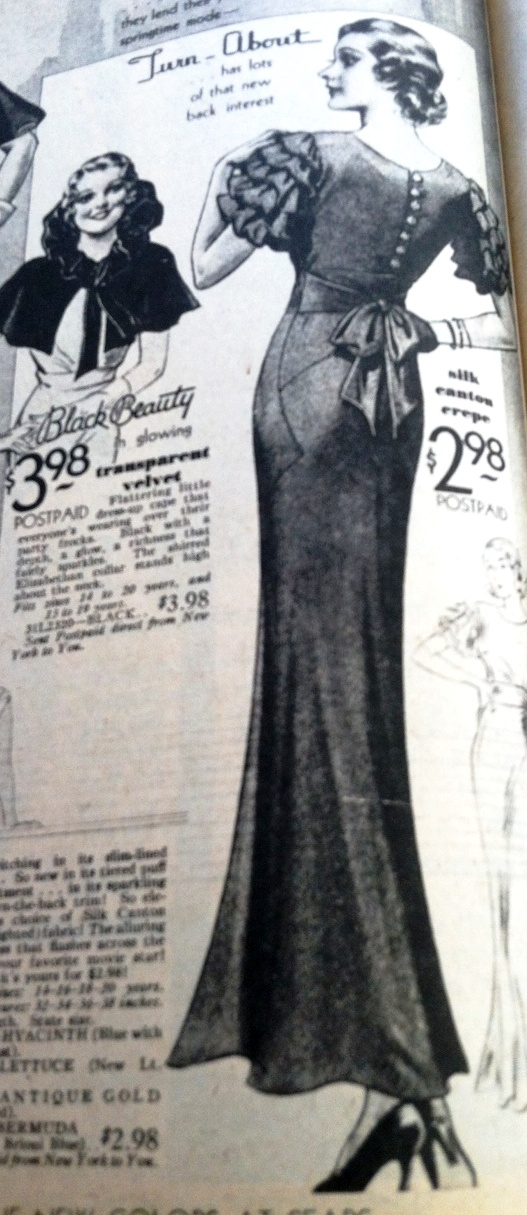 they lend their
springtime mode —
Turn-About
has lots
of that new
back interest
Black Beauty
in glowing
$3.98 transparent
velvet
POSTPAID Flattering little
dress-up cape that
everyone's wearing over their
party frocks. Black with a
depth, a glow, a richness that
fairly sparkles. The shirred
Elizabethan collar stands high
about the neck.
Fits sizes 14 to 20 years, and
13 to 19 years.
31L2320—BLACK.. $3.98
Sent Postpaid direct from New
York to You.
silk
canton
crepe
$2.98
POSTPAID
itching in its slim-lined
So new in its tiered puff
in its sparkling
n-the-back trim! So ele-
choice of Silk Canton
ighted) fabric! The alluring
that flashes across the
our favorite movie star!
it's yours for $2.98!
14-16-18-20 years.
32-34-36-38 inches.
State size.
HYACINTH (Blue with
LETTUCE (New Lt.
ANTIQUE GOLD
BERMUDA
Brioni Blue). $2.98
from New York to You.
NEW COLORS AT SEARS